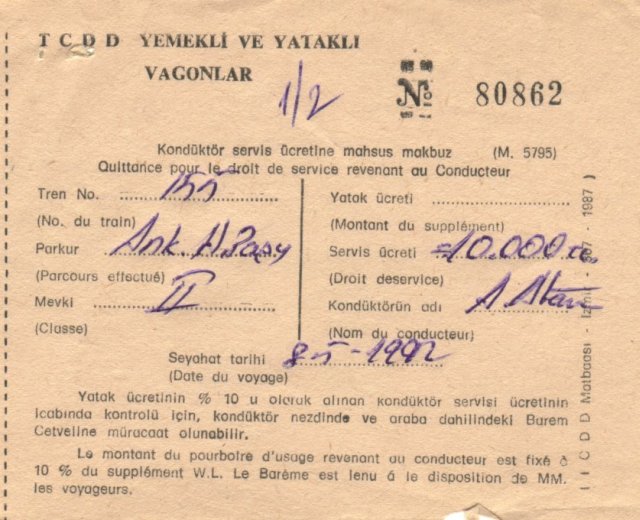 T C D D YEMEKLİ VE YATAKLI
VAGONLAR
1/2
№ 80862
Kondüktör servis ücretine mahsus makbuz (M. 5795)
Quittance pour le droit de service revenant au Conducteur
Tren No. 155
(No. du train)
Parkur Ank. H.Paşa
(Parcours effectué)
Mevki II
(Classe)
Yatak ücreti
(Montant du supplément)
Servis ücreti =10.000
(Droit deservice)
Kondüktörün adı A.
(Nom du conducteur)
Seyahat tarihi 8-5-1992
(Date du voyage)
Yatak ücretinin % 10 u olarak alınan kondüktör servisi ücretinin
icabında kontrolü için, kondüktör nezdinde ve araba dahilindeki Barem
Cetveline müracaat olunabilir.
Le montant du pourboire d'usage revenant au conducteur est fixé à
10 % du supplément W.L. Le Barème est lenu á le disposition de MM.
les voyageurs.
T C D D Matbaası - İzmir 1987 )